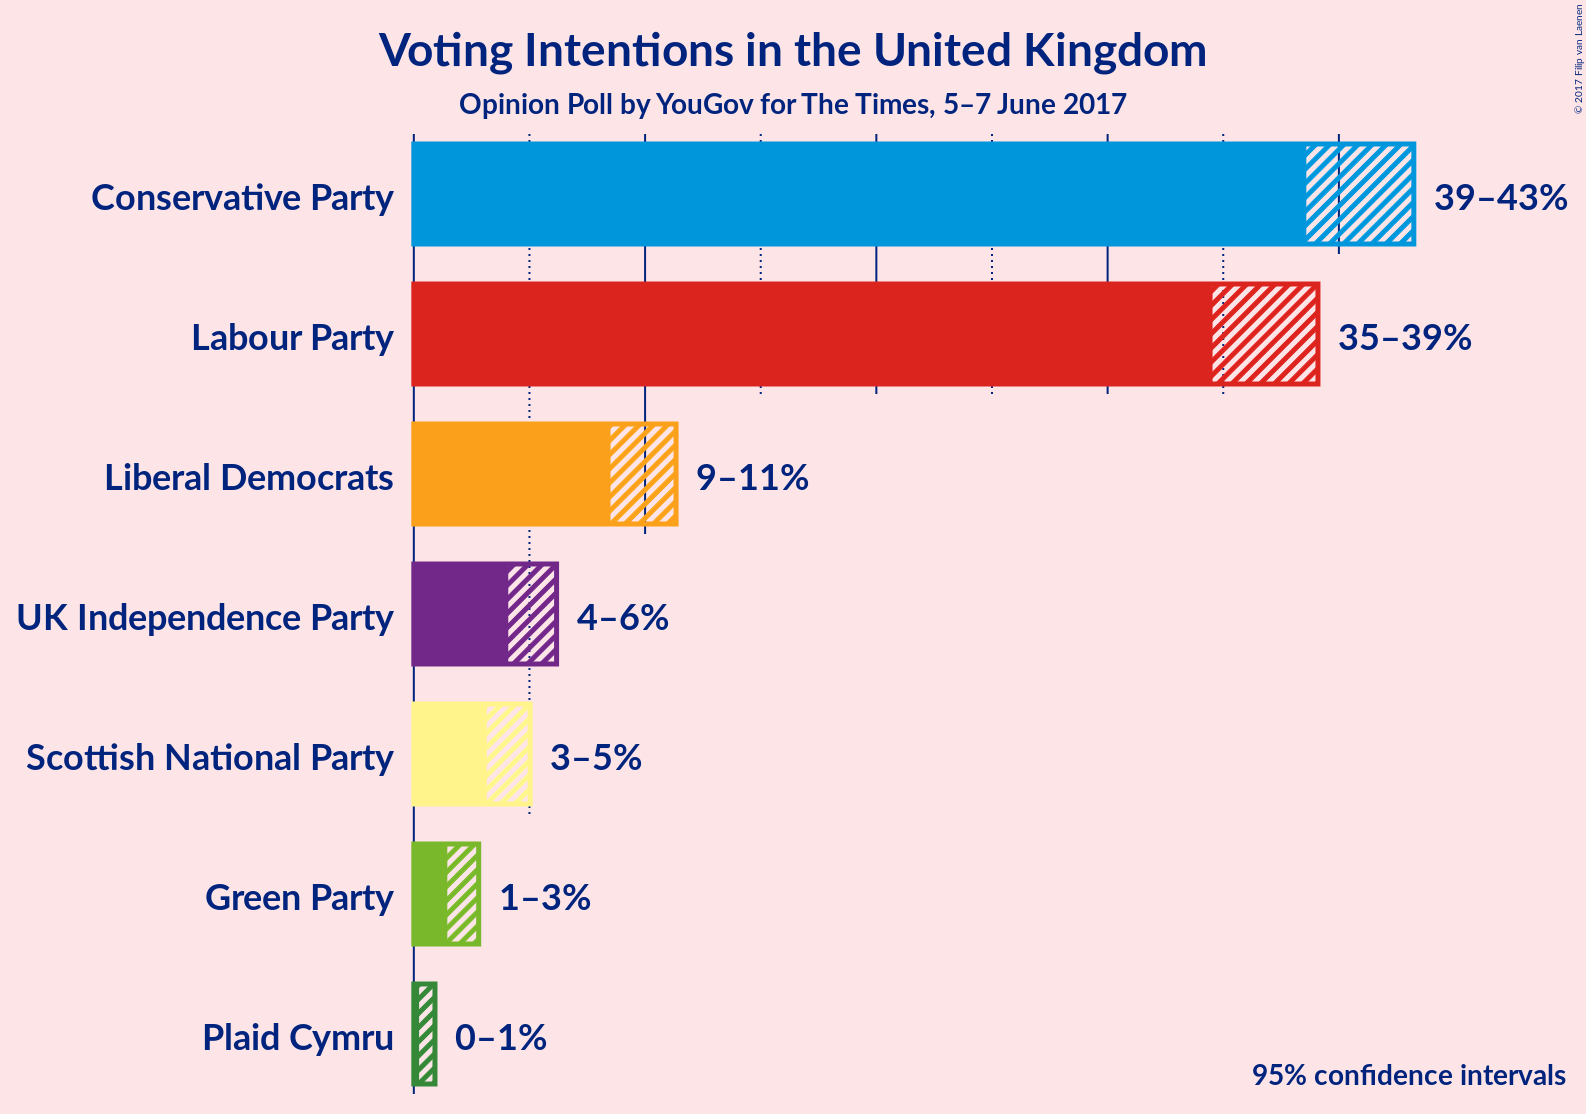 Voting Intentions in the United Kingdom
Opinion Poll by YouGov for The Times, 5–7 June 2017
© 2017 Filip van Laenen
Conservative Party 39–43%
Labour Party 35–39%
Liberal Democrats 9–11%
UK Independence Party 4–6%
Scottish National Party 3–5%
Green Party 1–3%
Plaid Cymru 0–1%
95% confidence intervals